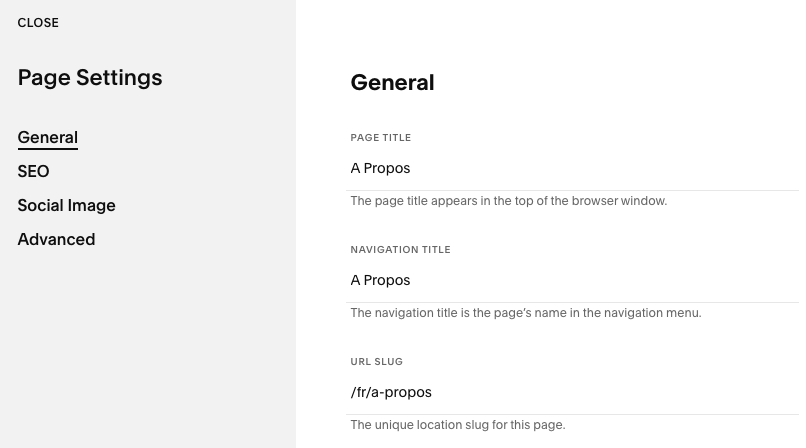 CLOSE
Page Settings
General
SEO
Social Image
Advanced
General
PAGE TITLE
A Propos
The page title appears in the top of the browser window.
NAVIGATION TITLE
A Propos
The navigation title is the page's name in the navigation menu.
URL SLUG
/fr/a-propos
The unique location slug for this page.